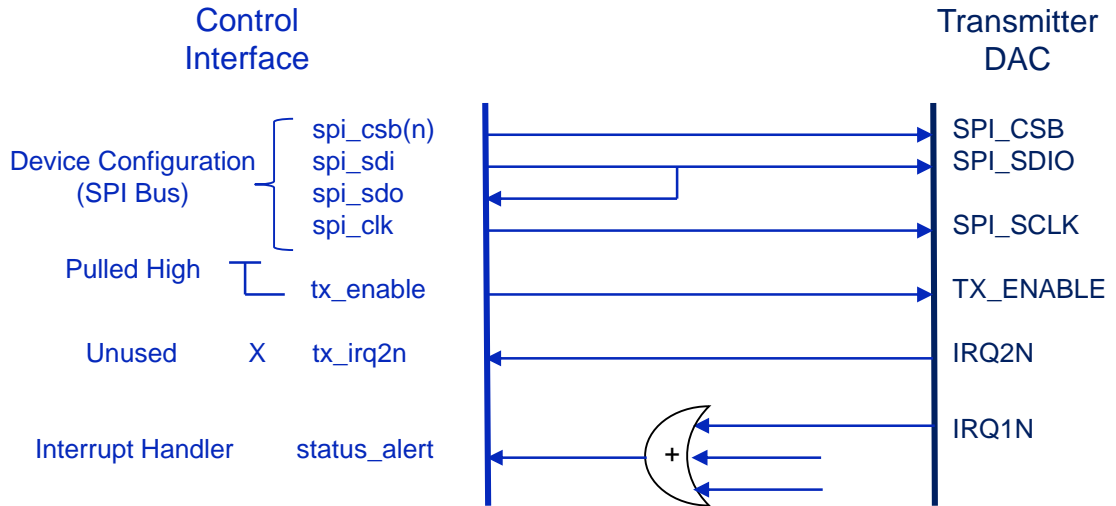 Control
Interface
Transmitter
DAC
Device Configuration
(SPI Bus)
spi_csb(n)
spi_sdi
spi_sdo
spi_clk
SPI_CSB
SPI_SDIO
SPI_SCLK
Pulled High
tx_enable
TX_ENABLE
Unused
X
tx_irq2n
IRQ2N
Interrupt Handler
status_alert
+
IRQ1N